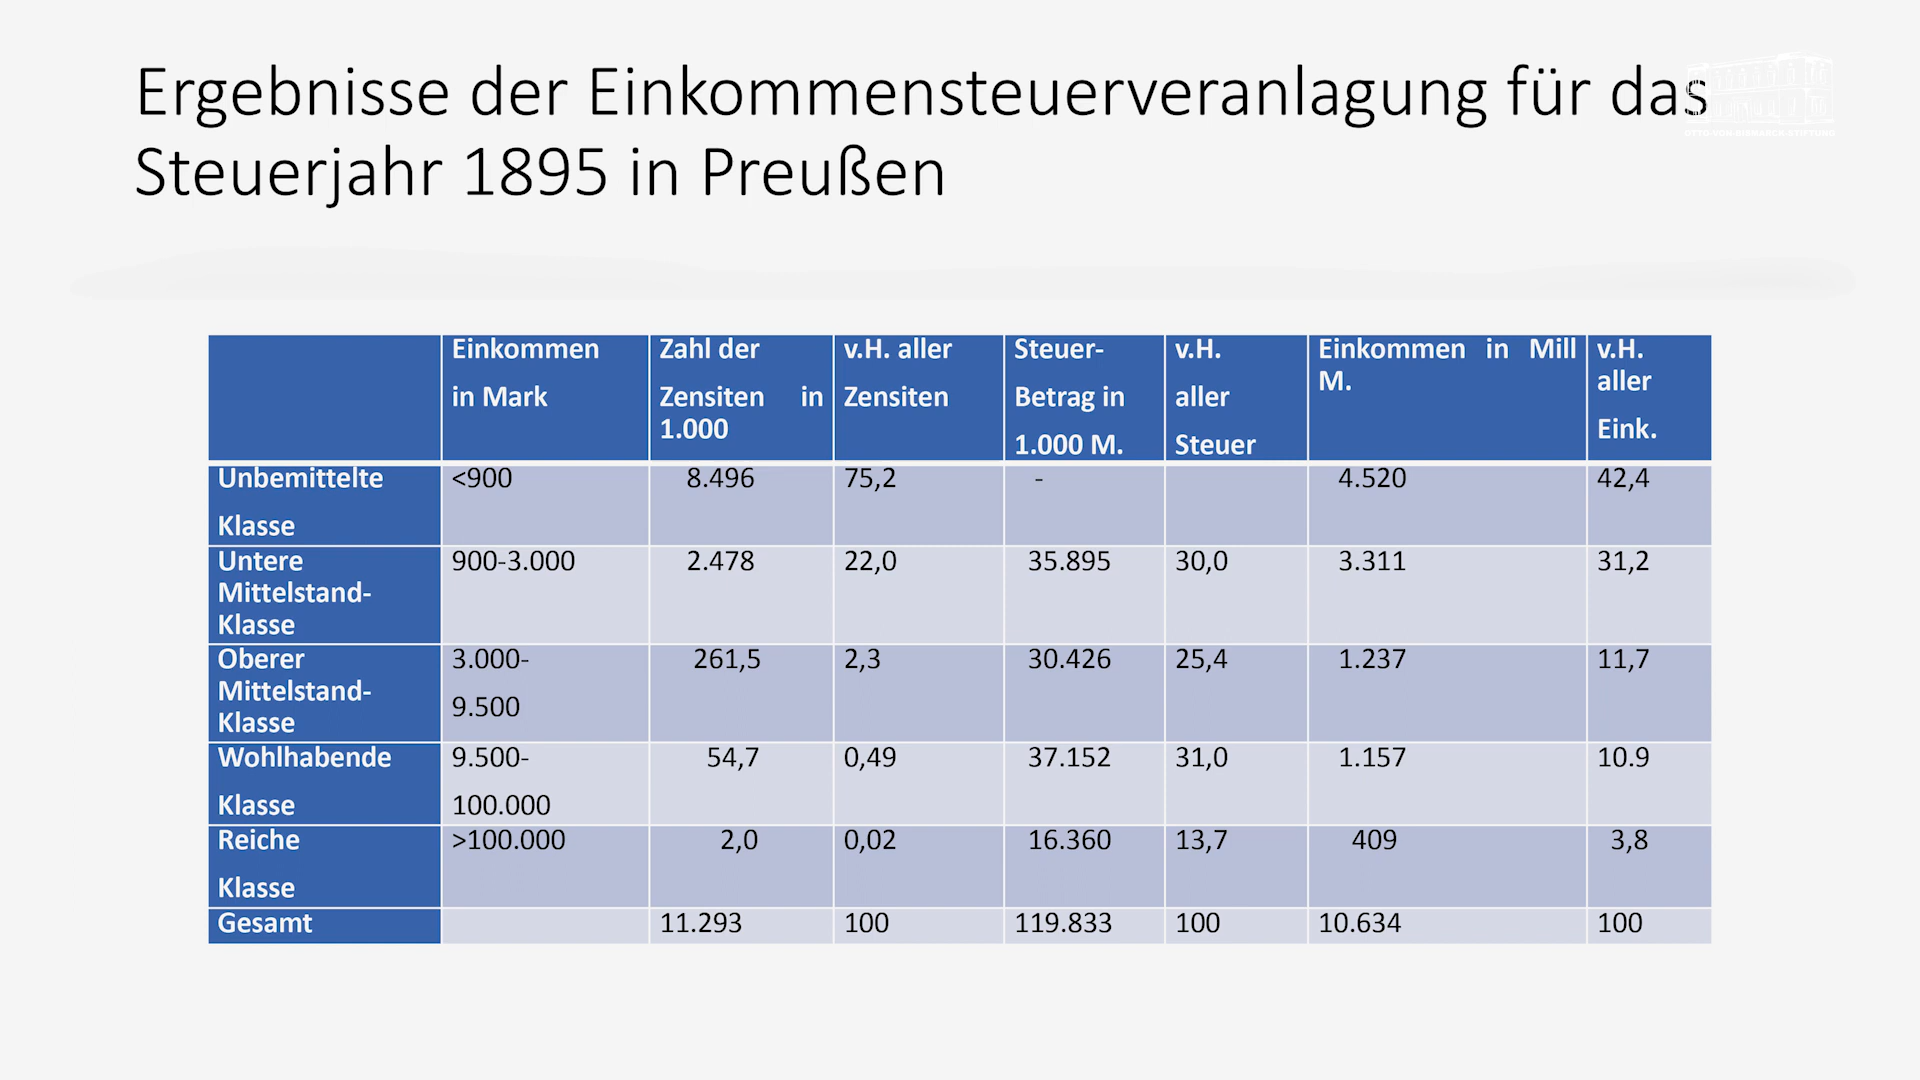 Ergebnisse der Einkommensteuerveranlagung für das
Steuerjahr 1895 in Preußen
OTTO-VON-BISMARCK-STIFTUNG
Einkommen
in Mark
Zahl der
Zensiten in
1.000
v.H. aller
Zensiten
Steuer-
Betrag in
1.000 M.
v.H.
aller
Steuer
Einkommen in Mill
M.
v.H.
aller
Eink.
Unbemittelte
Klasse
<900
8.496
75,2
-
4.520
42,4
Untere
Mittelstand-
Klasse
900-3.000
2.478
22,0
35.895
30,0
3.311
31,2
Oberer
Mittelstand-
Klasse
3.000-
9.500
261,5
2,3
30.426
25,4
1.237
11,7
Wohlhabende
Klasse
9.500-
100.000
54,7
0,49
37.152
31,0
1.157
10.9
Reiche
Klasse
>100.000
2,0
0,02
16.360
13,7
409
3,8
Gesamt
11.293
100
119.833
100
10.634
100